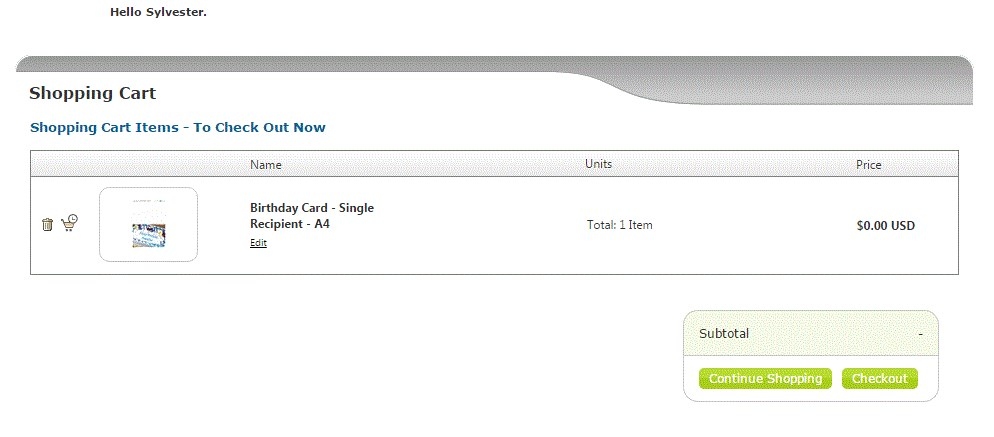 Hello Sylvester.
Shopping Cart
Shopping Cart Items - To Check Out Now
Name Units Price
Birthday Card - Single
Recipient - A4
Edit
Total: 1 Item
$0.00 USD
Subtotal -
Continue Shopping Checkout